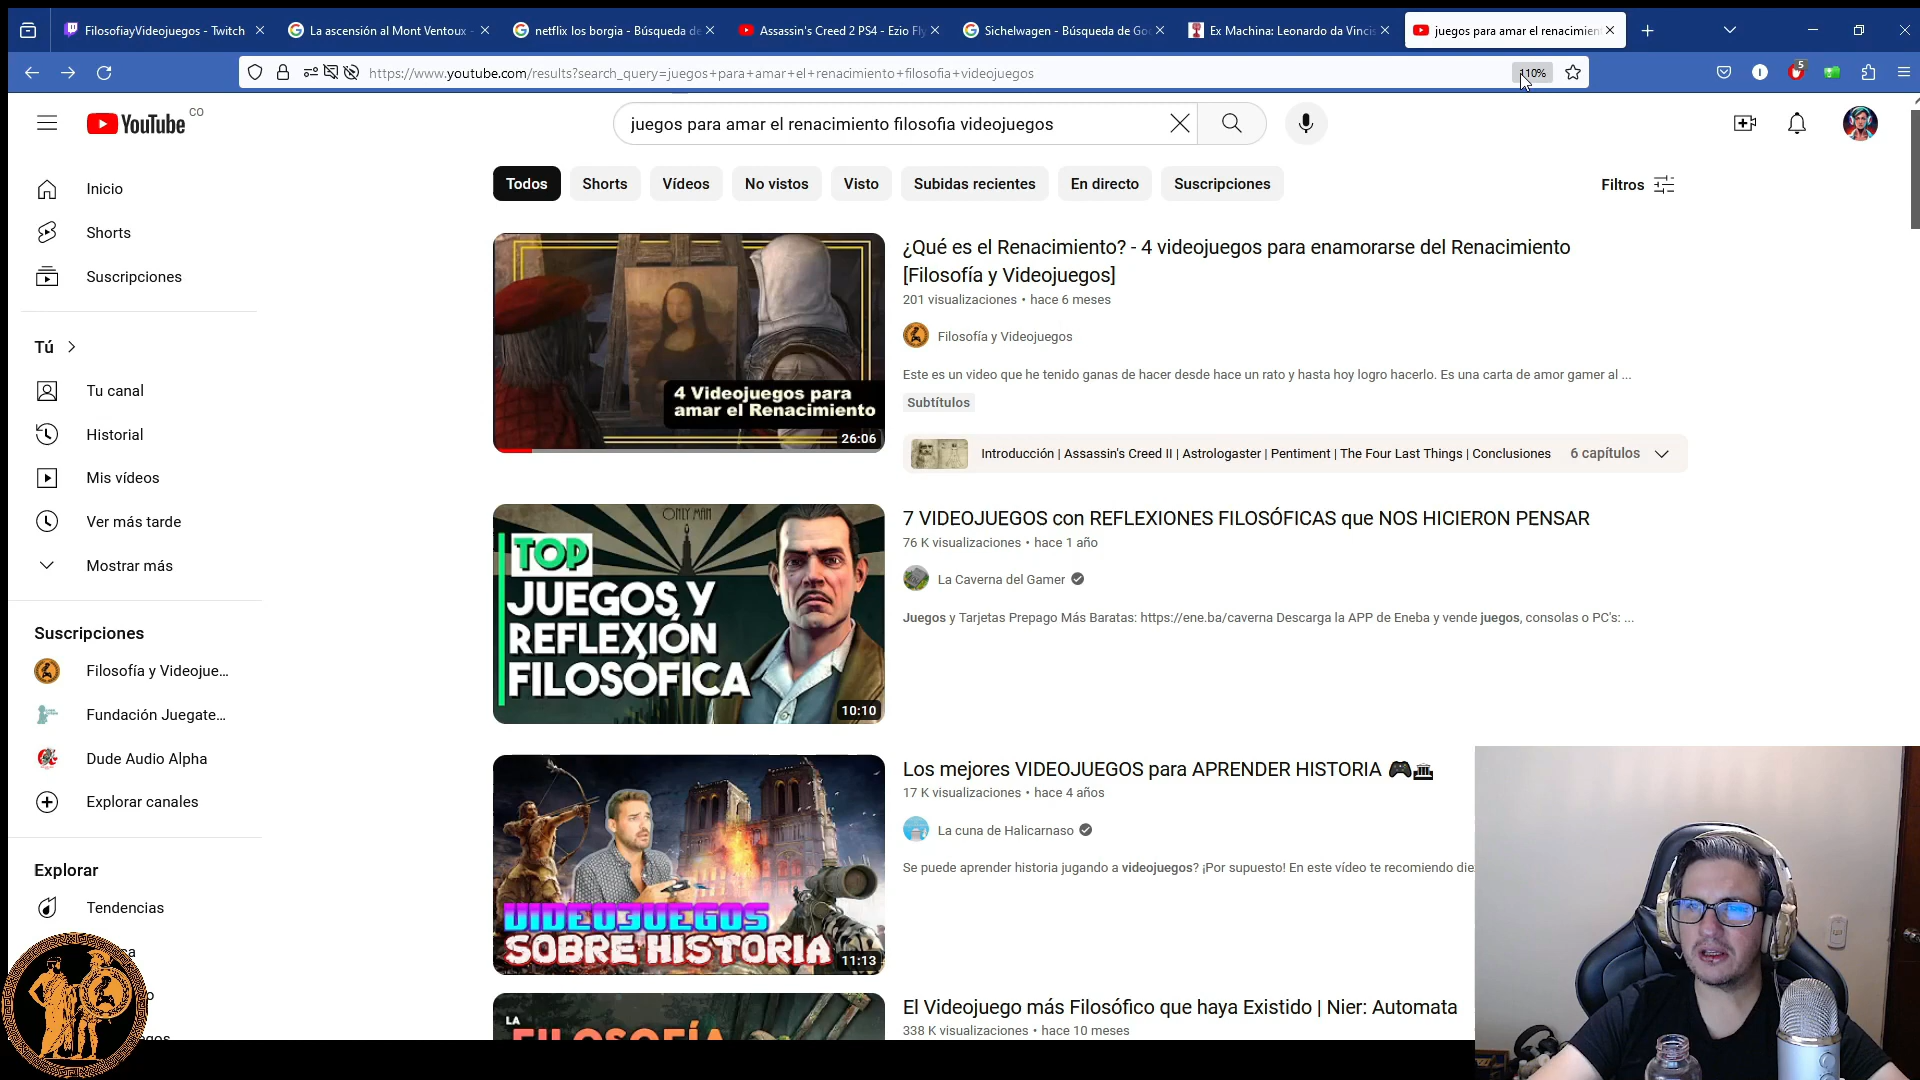 FilosofiayVideojuegos - Twitch
La ascensión al Mont Ventoux -
netflix los borgia - Búsqueda de
Assassin's Creed 2 PS4 - Ezio Fly
Sichelwagen - Búsqueda de Go
Ex Machina: Leonardo da Vincis
juegos para amar el renacimien
https://www.youtube.com/results?search_query=juegos+para+amar+el+renacimiento+filosofia+videojuegos
110%
5
YouTube
CO
juegos para amar el renacimiento filosofia videojuegos
Todos
Shorts
Vídeos
No vistos
Visto
Subidas recientes
En directo
Suscripciones
Filtros
Inicio
Shorts
Suscripciones
Tú
Tu canal
Historial
Mis vídeos
Ver más tarde
Mostrar más
Suscripciones
Filosofía y Videojue...
Fundación Juegate...
Dude Audio Alpha
Explorar canales
Explorar
Tendencias
4 Videojuegos para
amar el Renacimiento
26:06
¿Qué es el Renacimiento? - 4 videojuegos para enamorarse del Renacimiento
[Filosofía y Videojuegos]
201 visualizaciones • hace 6 meses
Filosofía y Videojuegos
Este es un video que he tenido ganas de hacer desde hace un rato y hasta hoy logro hacerlo. Es una carta de amor gamer al ...
Subtítulos
Introducción | Assassin's Creed II | Astrologaster | Pentiment | The Four Last Things | Conclusiones
6 capítulos
ONLY MAN
TOP
JUEGOS Y
REFLEXIÓN
FILOSÓFICA
10:10
7 VIDEOJUEGOS con REFLEXIONES FILOSÓFICAS que NOS HICIERON PENSAR
76 K visualizaciones • hace 1 año
La Caverna del Gamer
Juegos y Tarjetas Prepago Más Baratas: https://ene.ba/caverna Descarga la APP de Eneba y vende juegos, consolas o PC's: ...
VIDEOJUEGOS
SOBRE HISTORIA
11:13
Los mejores VIDEOJUEGOS para APRENDER HISTORIA
17 K visualizaciones • hace 4 años
La cuna de Halicarnaso
Se puede aprender historia jugando a videojuegos? ¡Por supuesto! En este vídeo te recomiendo die
LA
FILOSOFÍA
El Videojuego más Filosófico que haya Existido | Nier: Automata
338 K visualizaciones • hace 10 meses